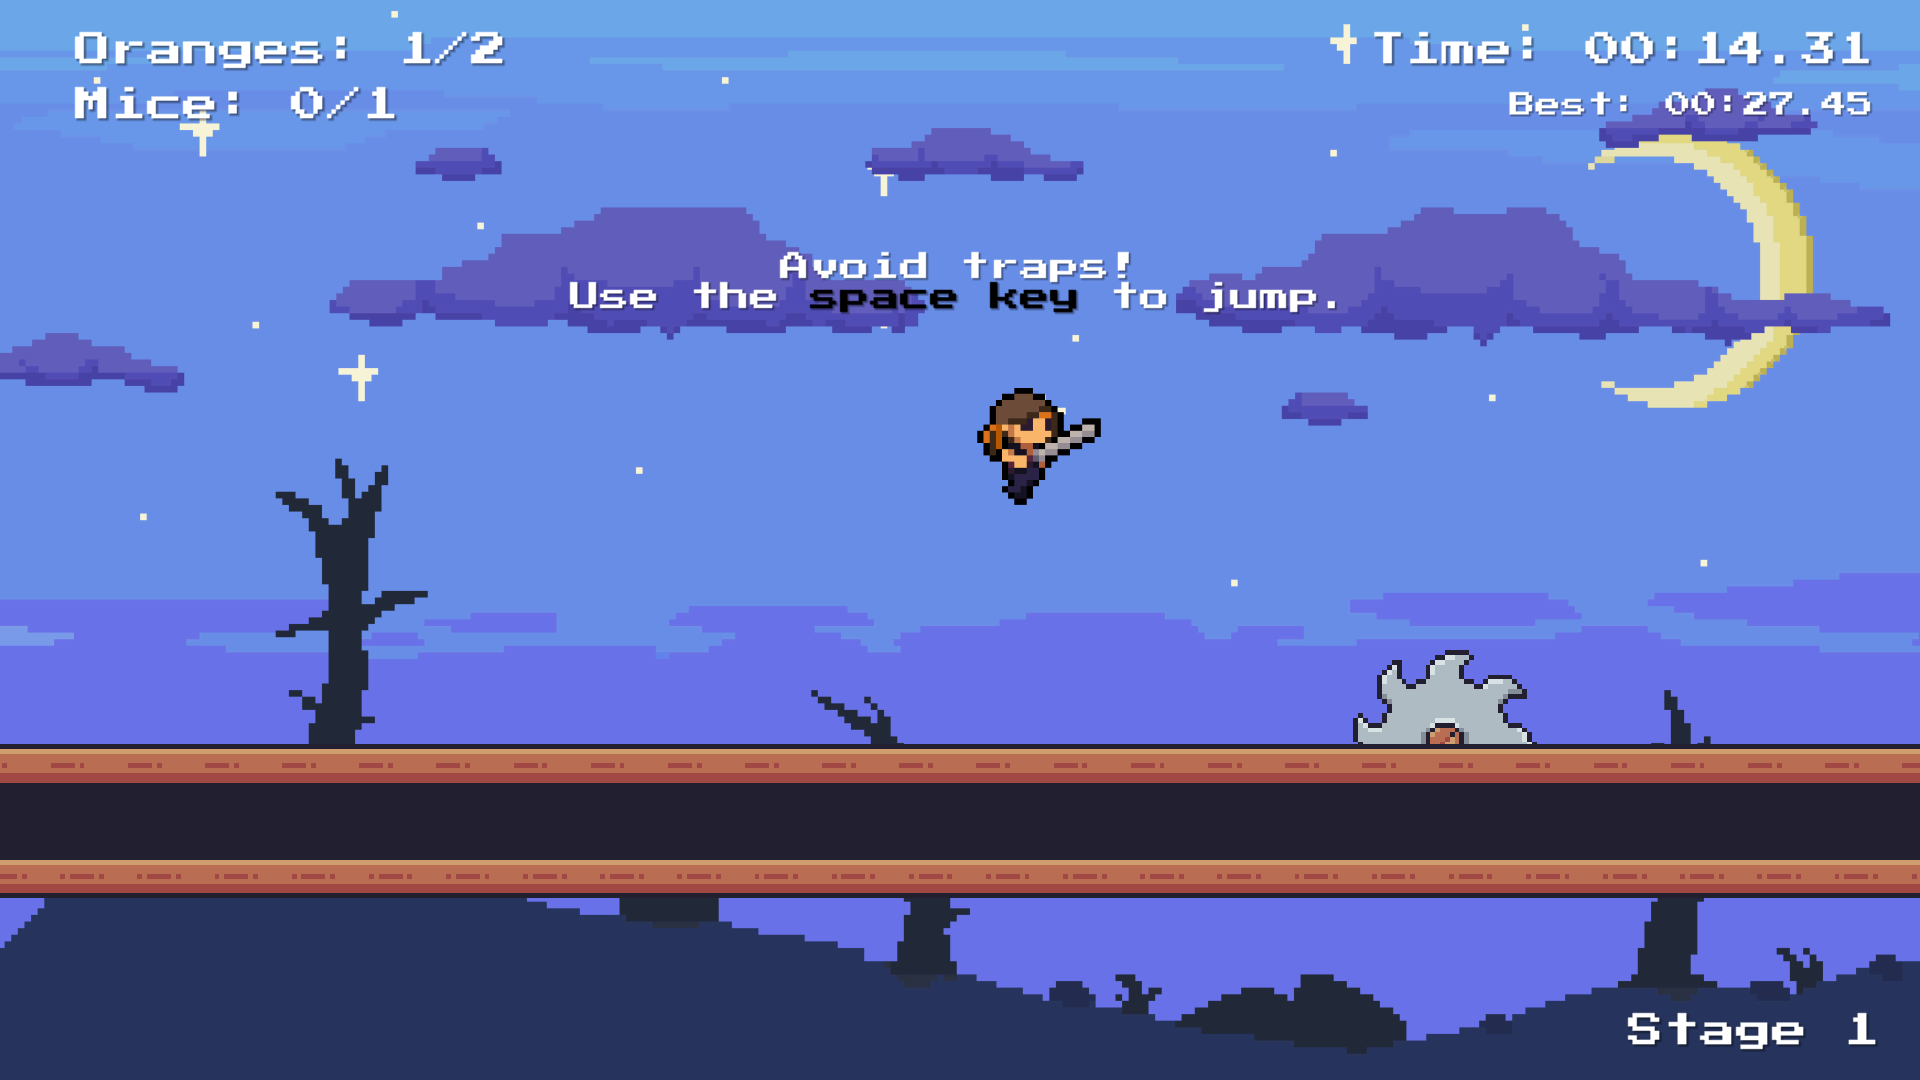 Oranges: 1/2
Mice: 0/1
Time: 00:14.31
Best: 00:27.45
Avoid traps!
Use the space key to jump.
Stage 1